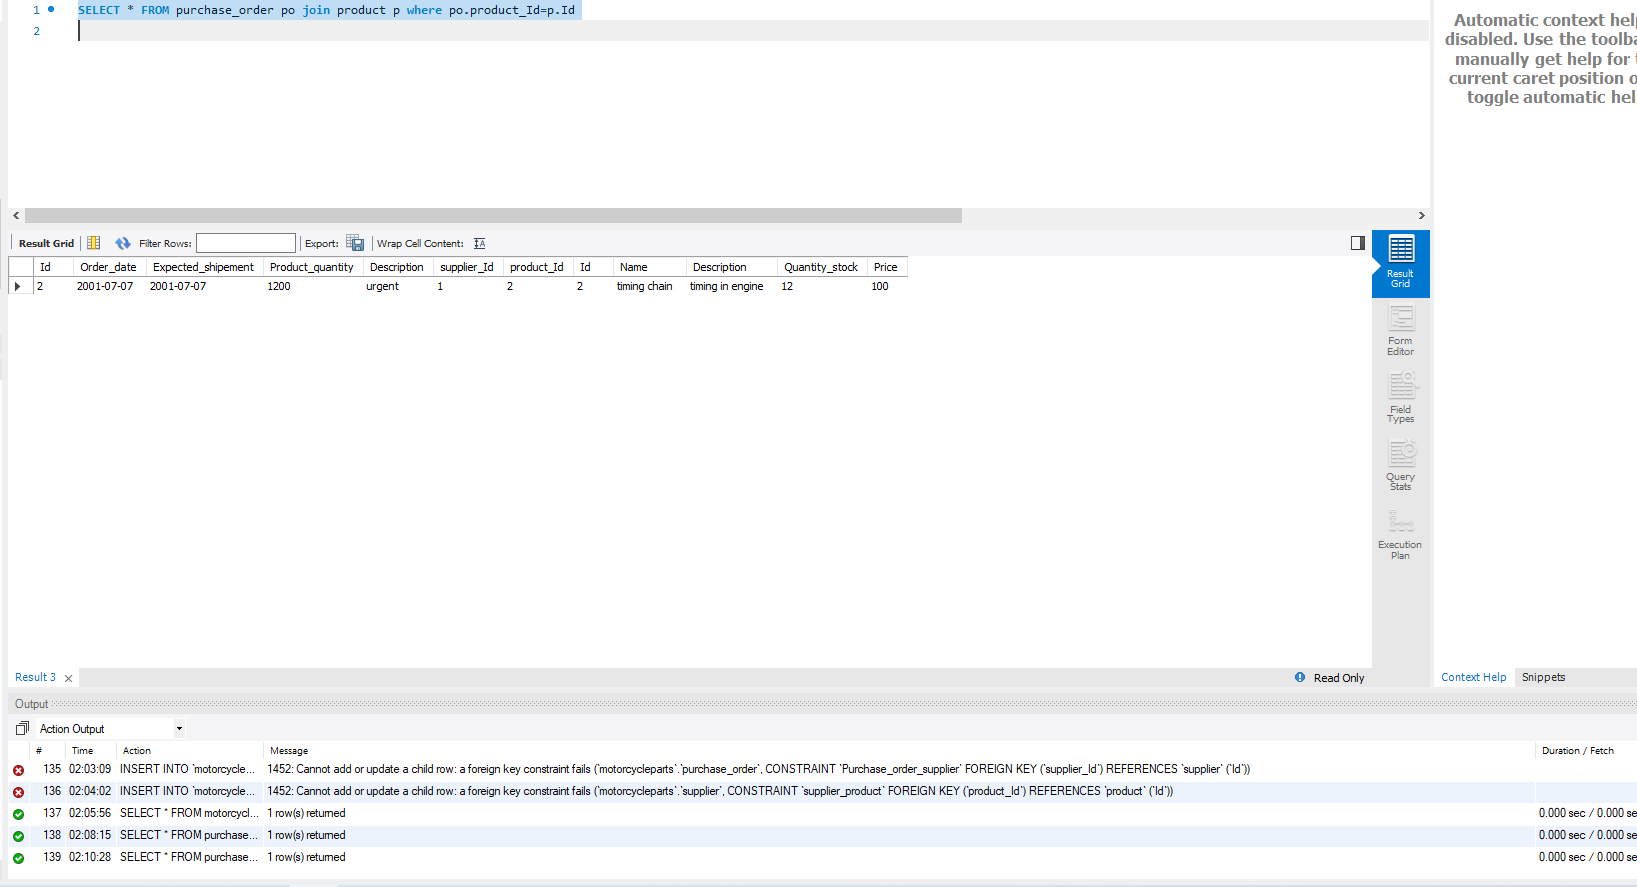 1 SELECT * FROM purchase_order po join product p where po.product_Id=p.Id
2
Automatic context help
disabled. Use the toolba
manually get help for t
current caret position o
toggle automatic hel
Result Grid Filter Rows: Export: Wrap Cell Content: IA
Id Order_date Expected_shipement Product_quantity Description supplier_Id product_Id Id Name Description Quantity_stock Price
2 2001-07-07 2001-07-07 1200 urgent 1 2 2 timing chain timing in engine 12 100
Result
Grid
Form
Editor
Field
Types
Query
Stats
Execution
Plan
Result 3 Read Only Context Help Snippets
Output
Action Output
# Time Action Message Duration / Fetch
135 02:03:09 INSERT INTO `motorcycle... 1452: Cannot add or update a child row: a foreign key constraint fails (`motorcycleparts`.`purchase_order`, CONSTRAINT `Purchase_order_supplier` FOREIGN KEY (`supplier_Id`) REFERENCES `supplier` (`Id`))
136 02:04:02 INSERT INTO `motorcycle... 1452: Cannot add or update a child row: a foreign key constraint fails (`motorcycleparts`.`supplier`, CONSTRAINT `supplier_product` FOREIGN KEY (`product_Id`) REFERENCES `product` (`Id`))
137 02:05:56 SELECT * FROM motorcycl... 1 row(s) returned 0.000 sec / 0.000 se
138 02:08:15 SELECT * FROM purchase... 1 row(s) returned 0.000 sec / 0.000 se
139 02:10:28 SELECT * FROM purchase... 1 row(s) returned 0.000 sec / 0.000 se